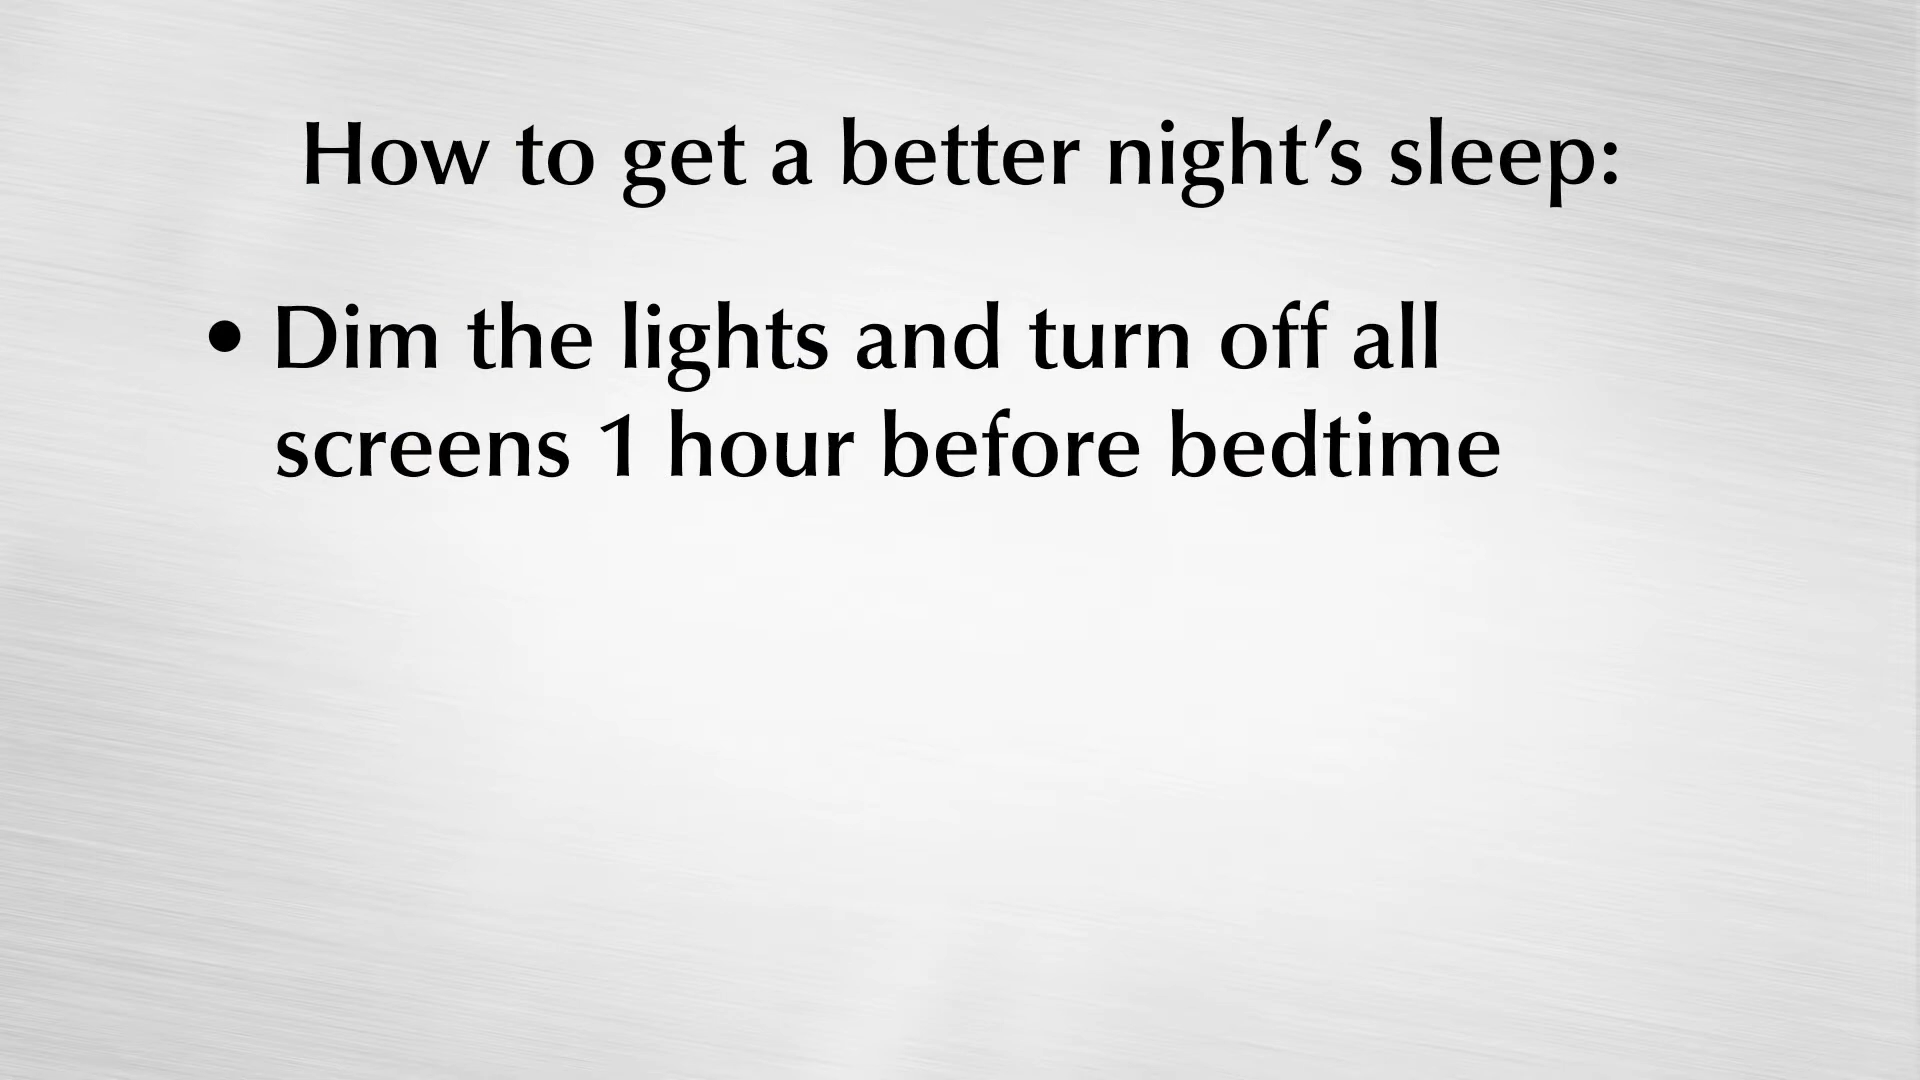 How to get a better night’s sleep:
• Dim the lights and turn off all
screens 1 hour before bedtime